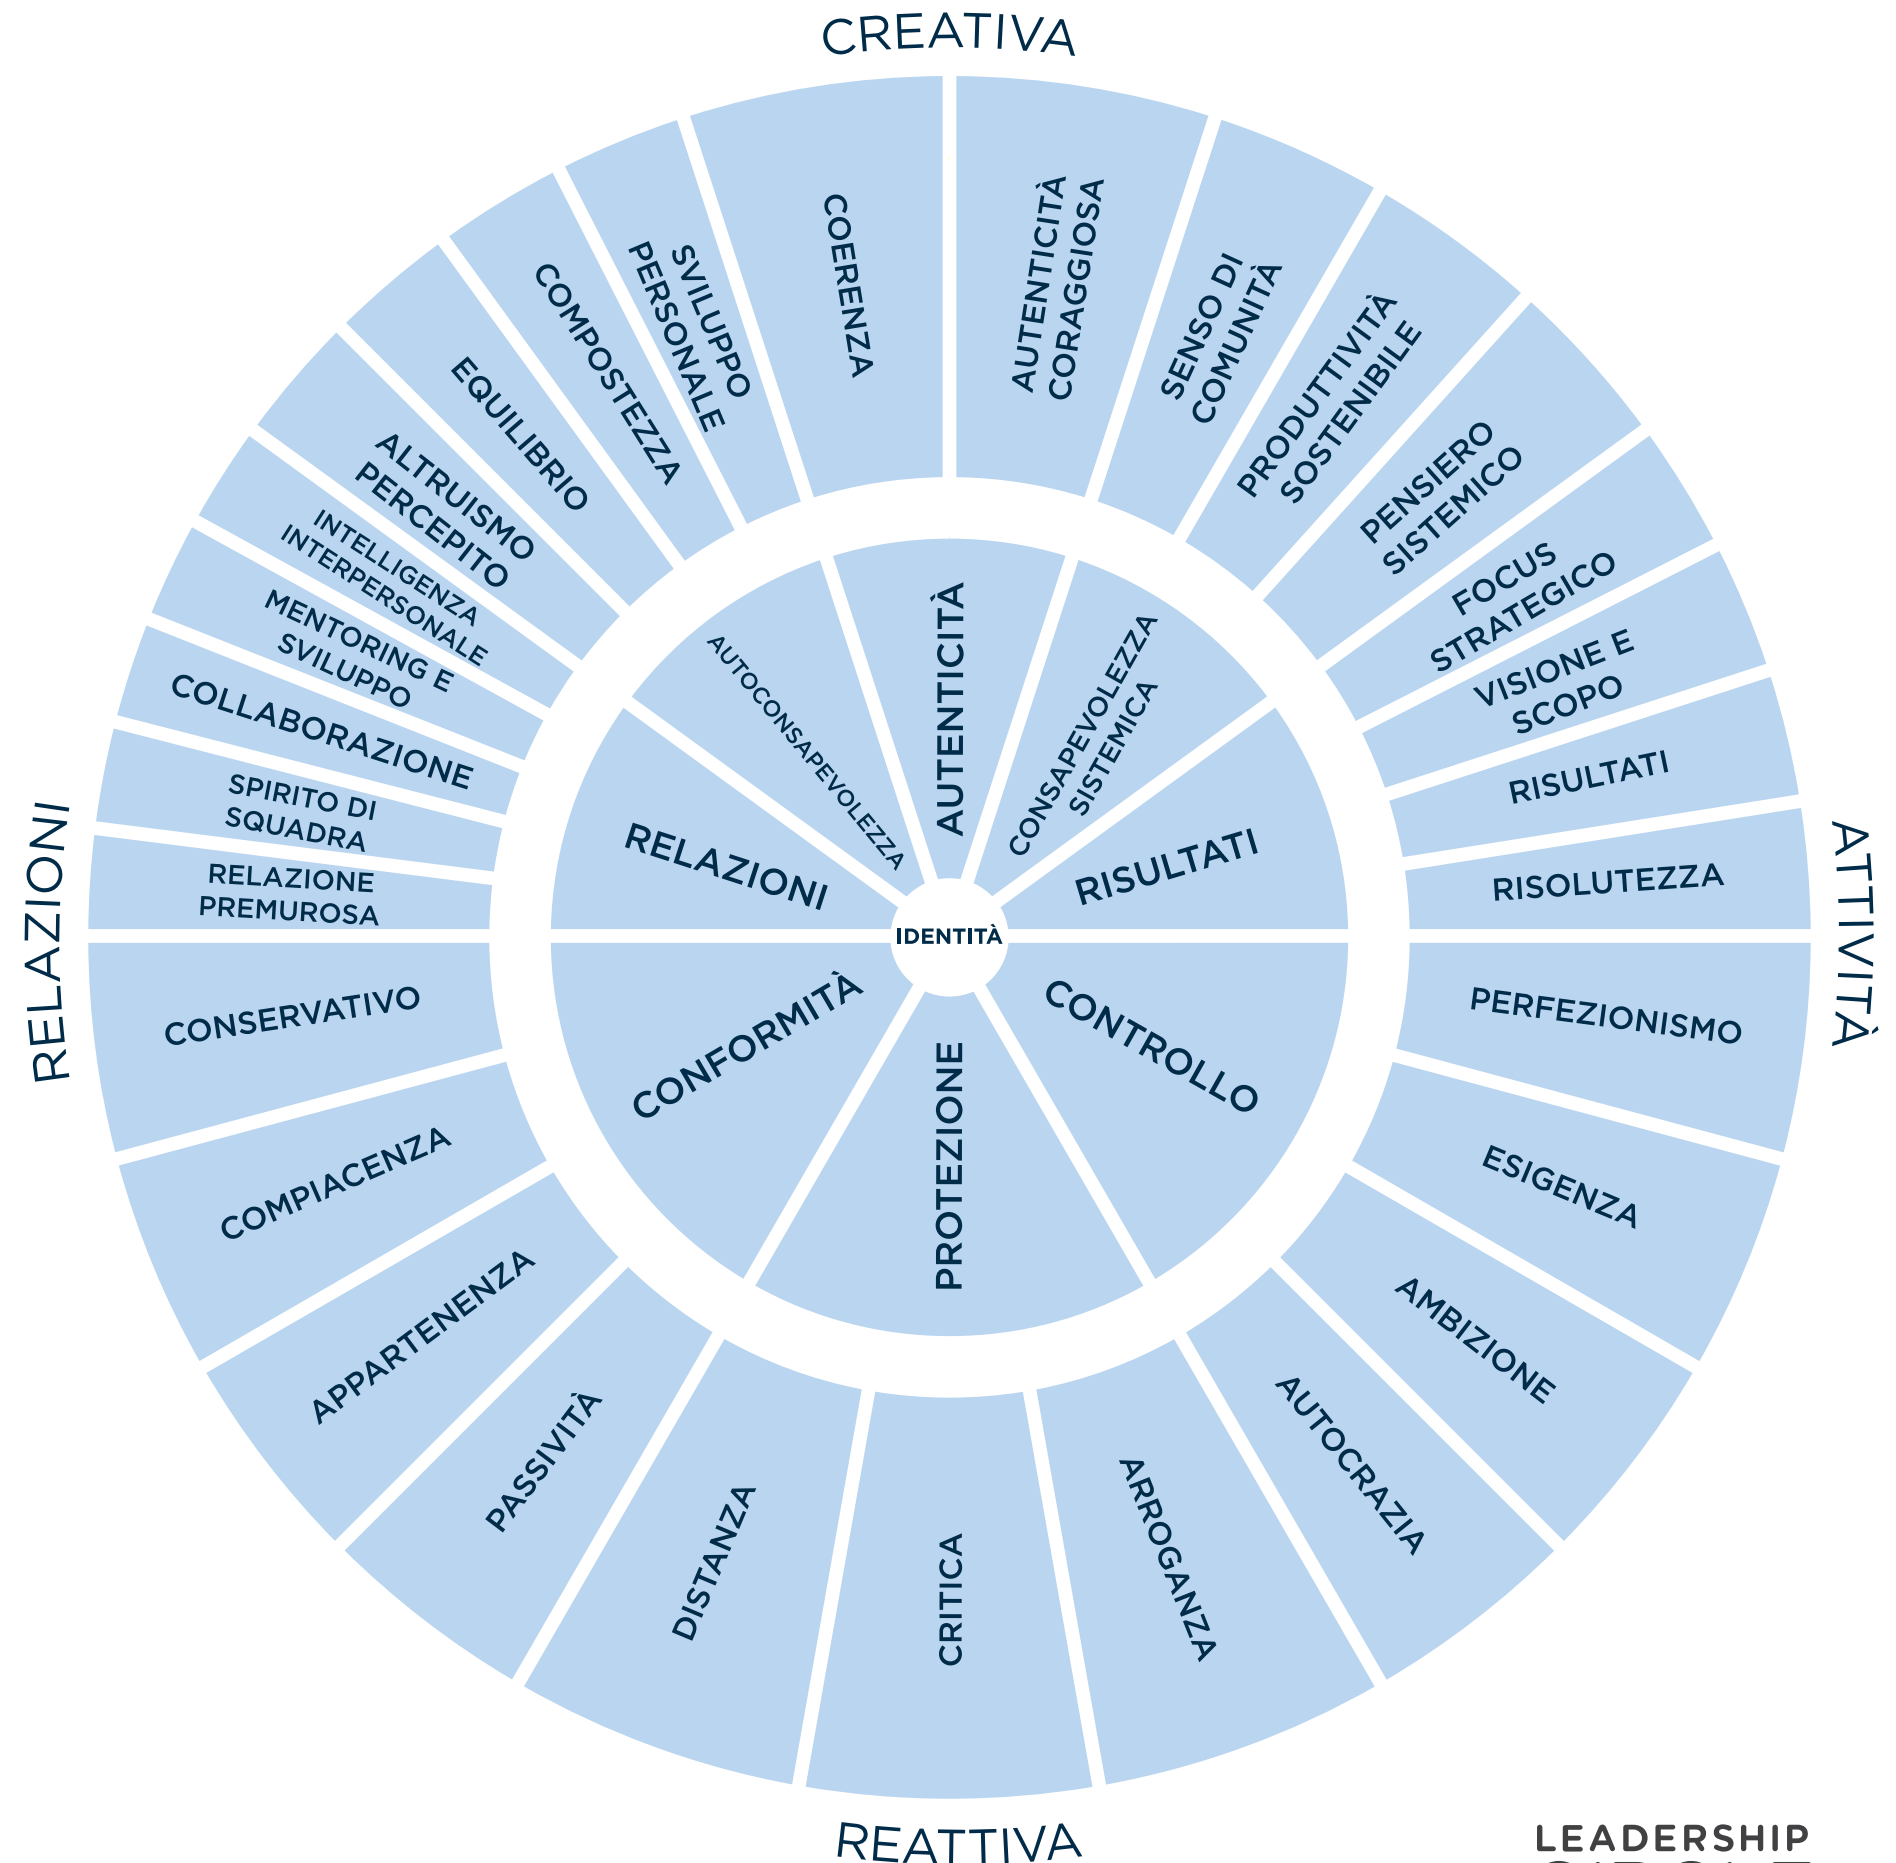 CREATIVA
COERENZA
AUTENTICITÀ
CORAGGIOSA
SVILUPPO
PERSONALE
SENSO DI
COMUNITÀ
COMPOSTEZZA
PRODUTTIVITÀ
SOSTENIBILE
EQUILIBRIO
PENSIERO
SISTEMICO
ALTRUISMO
PERCEPITO
FOCUS
STRATEGICO
INTELLIGENZA
INTERPERSONALE
VISIONE E
SCOPO
MENTORING E
SVILUPPO
RISULTATI
COLLABORAZIONE
RISOLUTEZZA
SPIRITO DI
SQUADRA
RELAZIONE
PREMUROSA
AUTOCONSAPEVOLEZZA
AUTENTICITÀ
CONSAPEVOLEZZA
SISTEMICA
RELAZIONI
RISULTATI
IDENTITÀ
RELAZIONI
ATTIVITÀ
CONFORMITÀ
PROTEZIONE
CONTROLLO
CONSERVATIVO
PERFEZIONISMO
COMPIACENZA
ESIGENZA
APPARTENENZA
AMBIZIONE
PASSIVITÀ
AUTOCRAZIA
DISTANZA
CRITICA
ARROGANZA
REATTIVA
LEADERSHIP